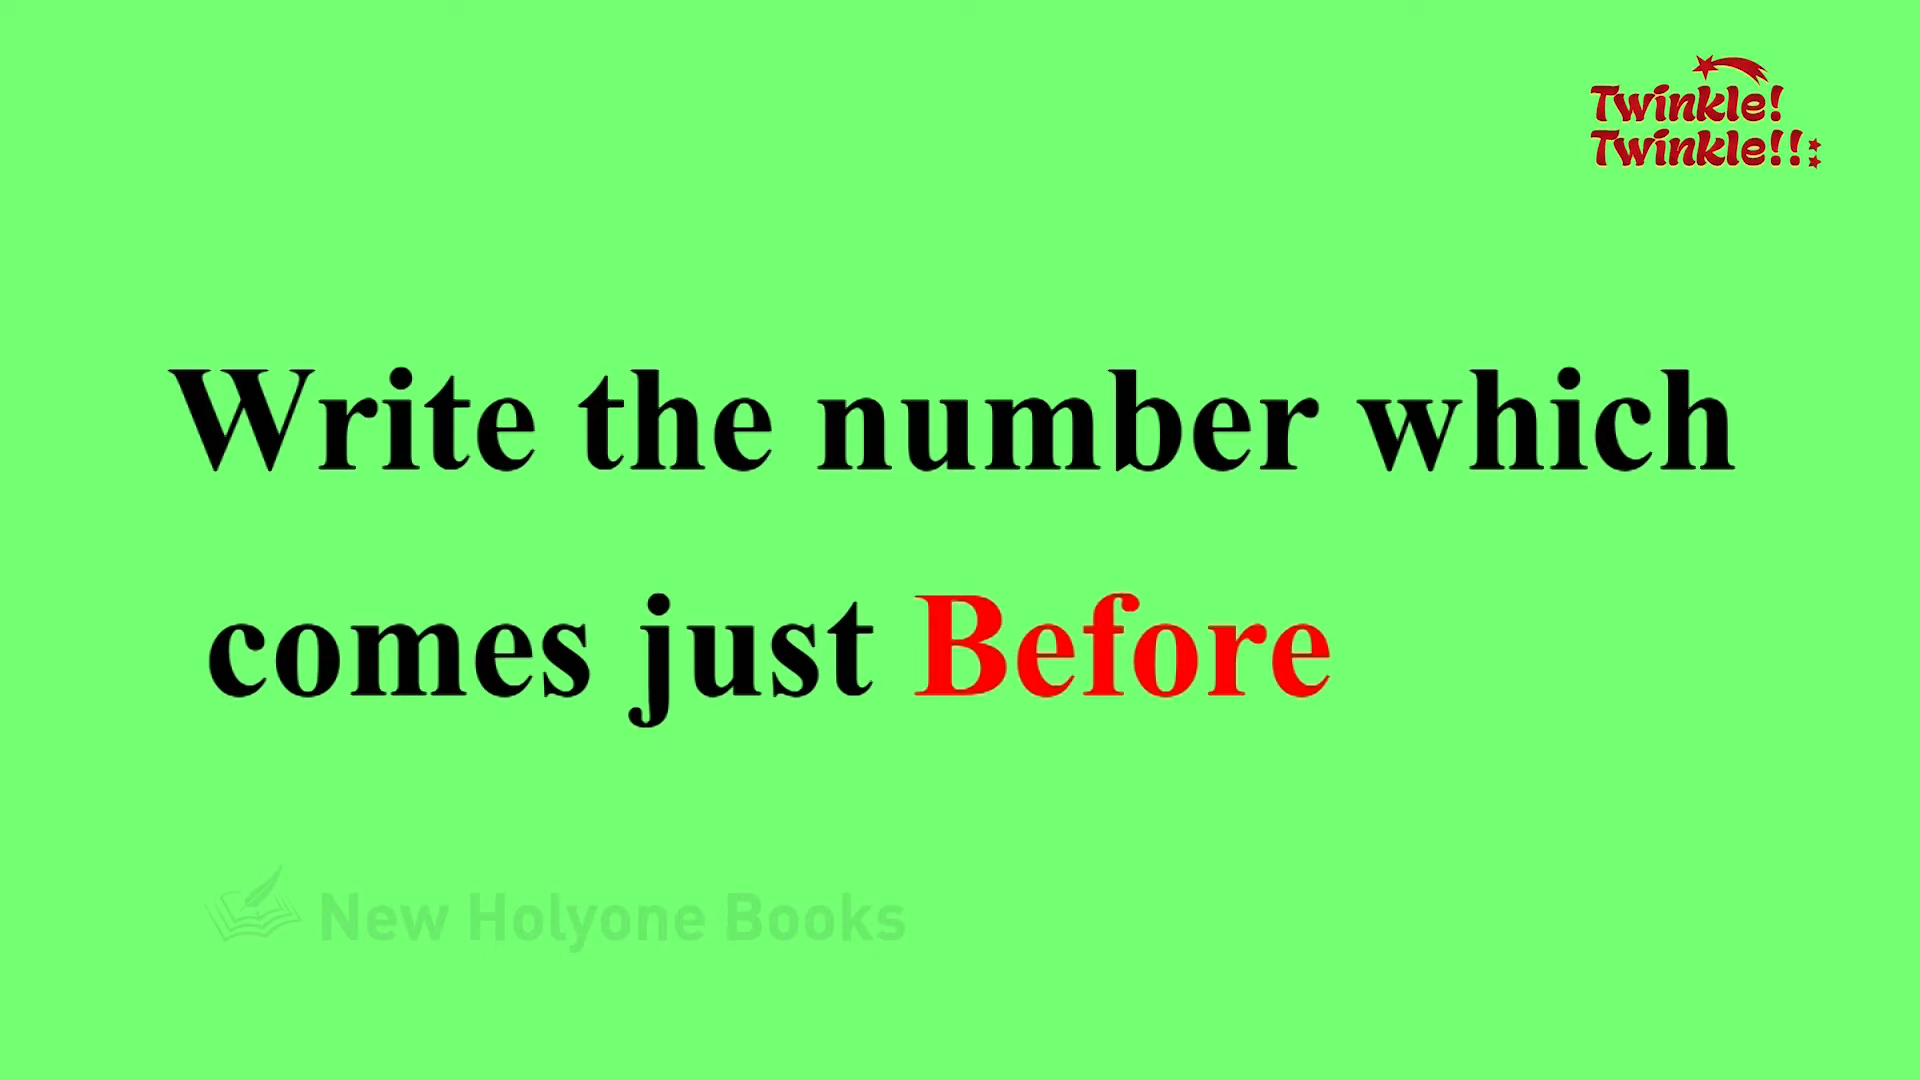 Twinkle!
Twinkle!!
Write the number which
comes just Before
New Holyone Books